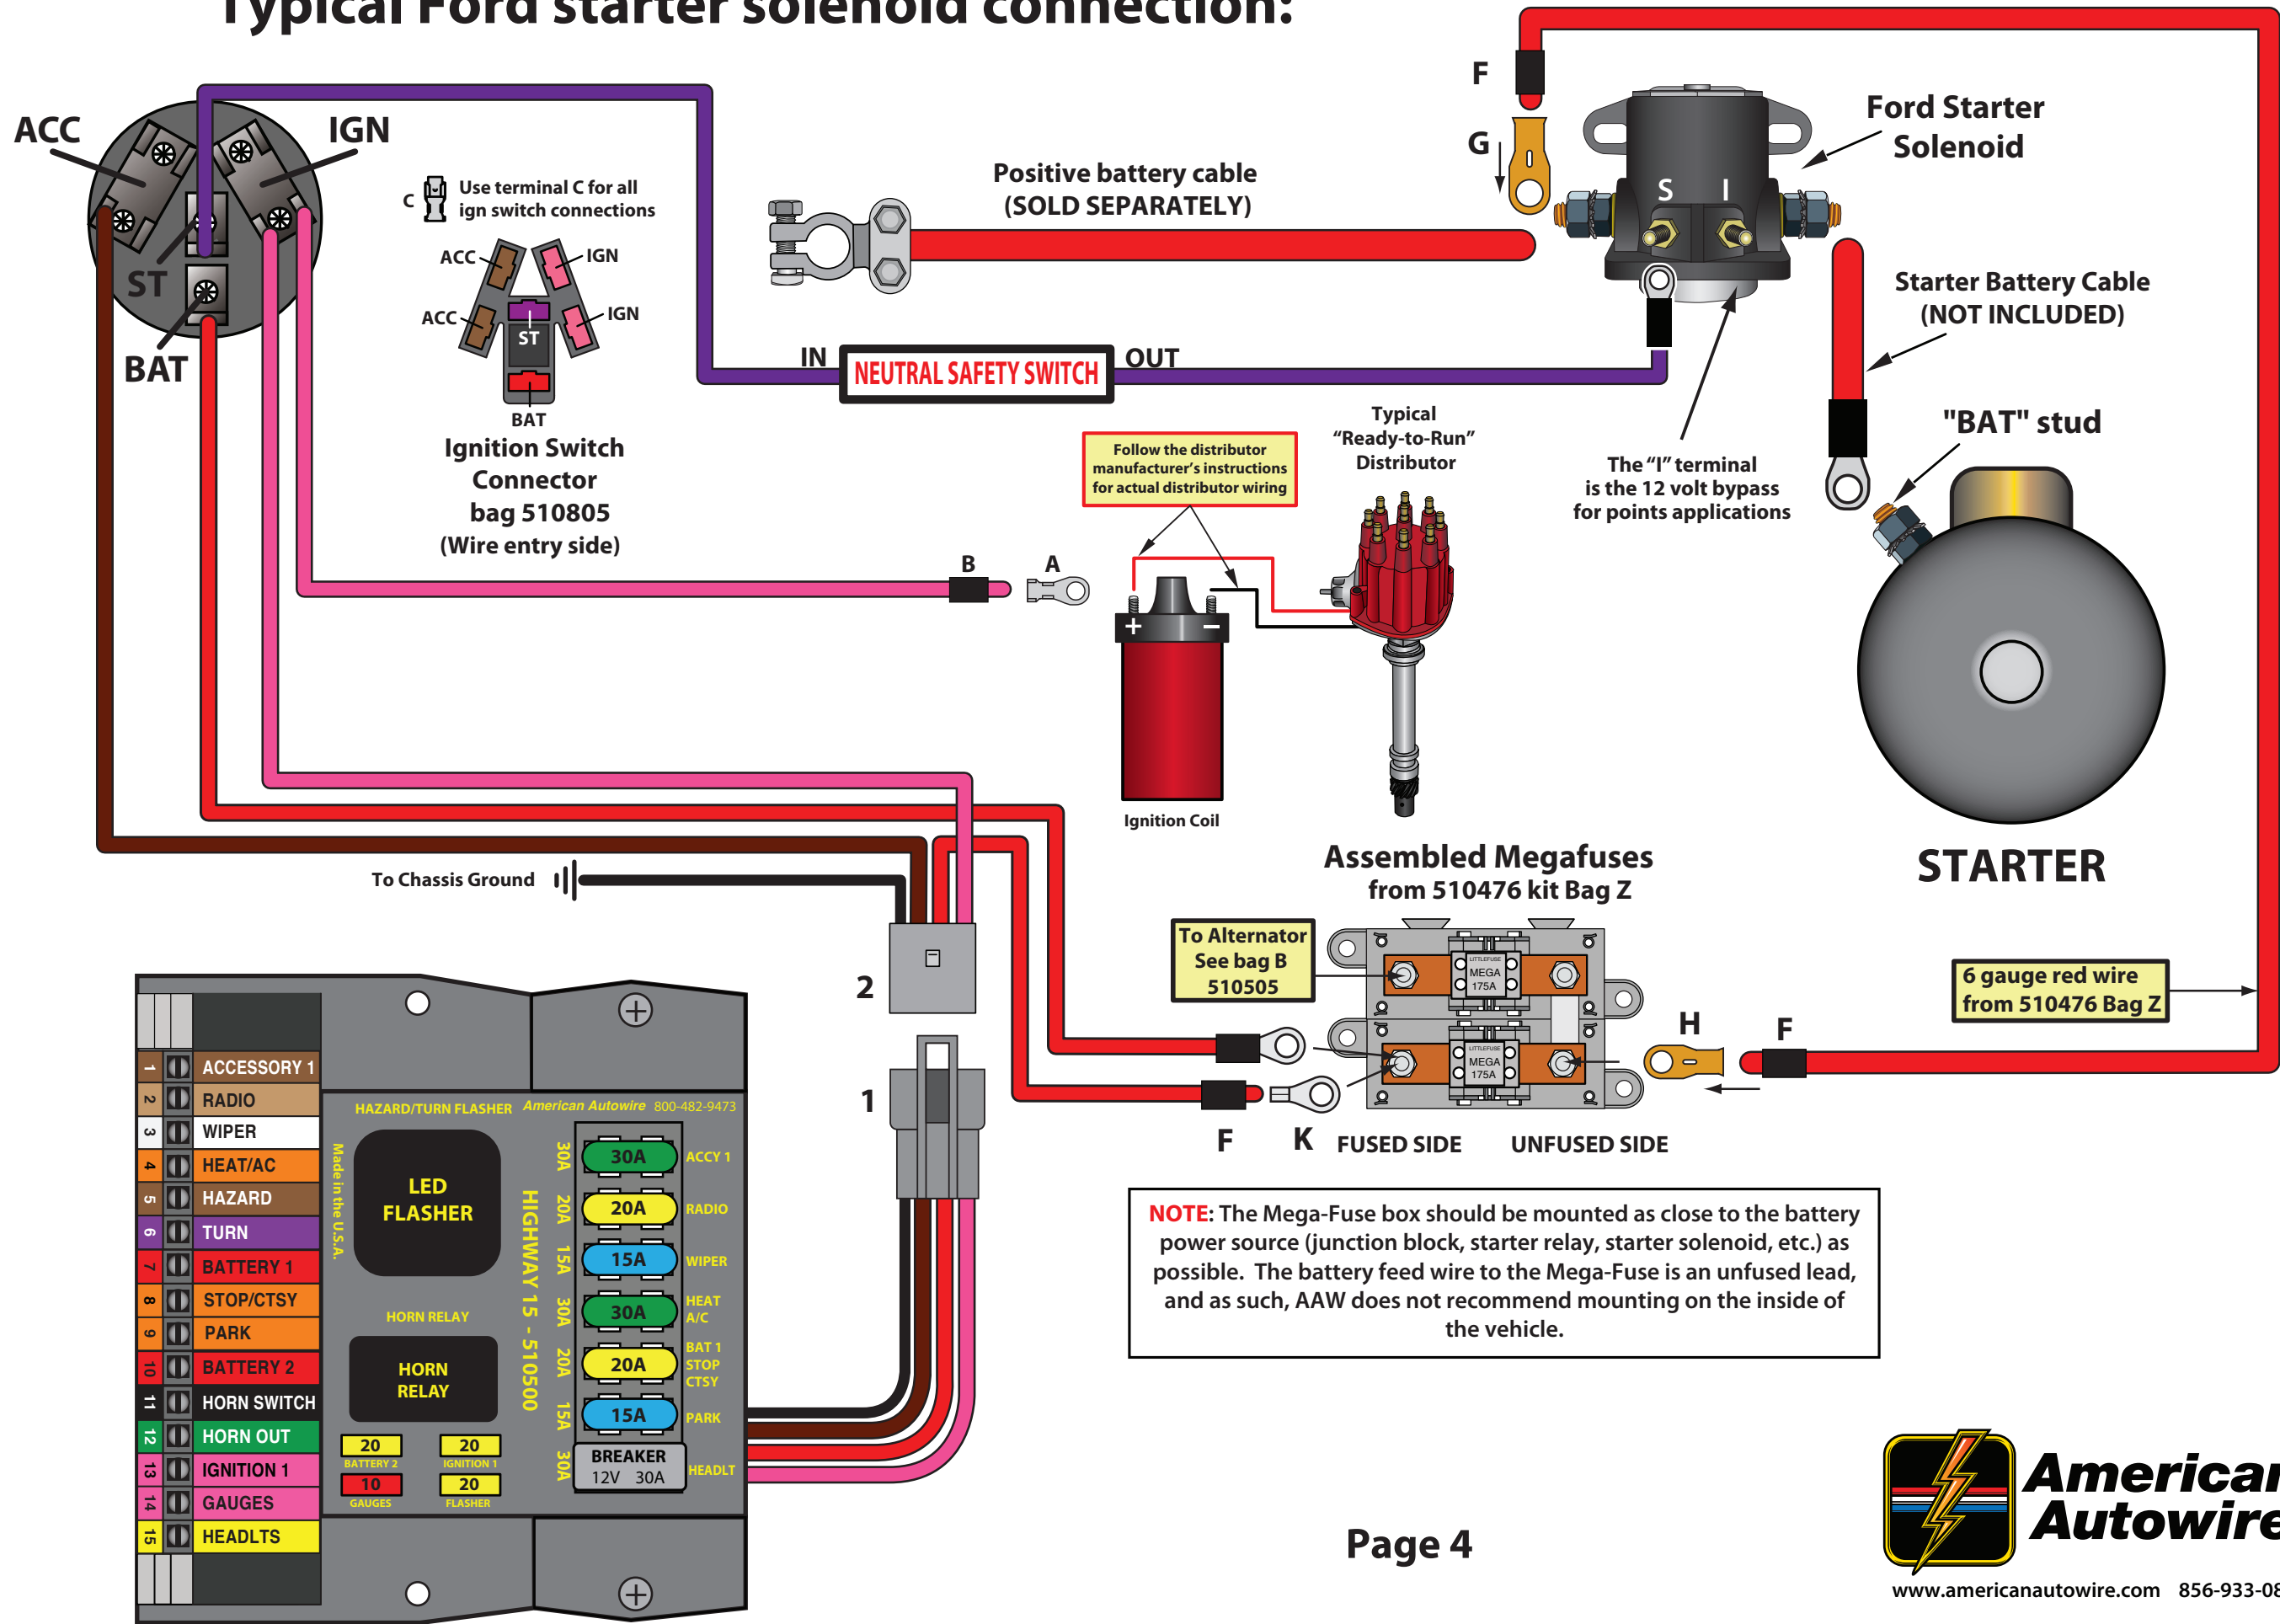 Typical Ford starter solenoid connection:
ACC
IGN
ST
BAT
C
Use terminal C for all
ign switch connections
ACC
IGN
ACC
IGN
ST
BAT
Ignition Switch
Connector
bag 510805
(Wire entry side)
Positive battery cable
(SOLD SEPARATELY)
F
G
S I
Ford Starter
Solenoid
Starter Battery Cable
(NOT INCLUDED)
"BAT" stud
IN
NEUTRAL SAFETY SWITCH
OUT
The “I” terminal
is the 12 volt bypass
for points applications
Typical
“Ready-to-Run”
Distributor
Follow the distributor
manufacturer’s instructions
for actual distributor wiring
B
A
+ −
Ignition Coil
STARTER
To Chassis Ground
Assembled Megafuses
from 510476 kit Bag Z
To Alternator
See bag B
510505
LITTLEFUSE
MEGA
175A
LITTLEFUSE
MEGA
175A
H
F
6 gauge red wire
from 510476 Bag Z
F
K
FUSED SIDE
UNFUSED SIDE
2
1
NOTE: The Mega-Fuse box should be mounted as close to the battery
power source (junction block, starter relay, starter solenoid, etc.) as
possible. The battery feed wire to the Mega-Fuse is an unfused lead,
and as such, AAW does not recommend mounting on the inside of
the vehicle.
1 ACCESSORY 1
2 RADIO
3 WIPER
4 HEAT/AC
5 HAZARD
6 TURN
7 BATTERY 1
8 STOP/CTSY
9 PARK
10 BATTERY 2
11 HORN SWITCH
12 HORN OUT
13 IGNITION 1
14 GAUGES
15 HEADLTS
HAZARD/TURN FLASHER
American Autowire 800-482-9473
Made in the U.S.A.
LED
FLASHER
HORN RELAY
HORN
RELAY
HIGHWAY 15 - 510500
30A 30A ACCY 1
20A 20A RADIO
15A 15A WIPER
30A 30A HEAT
A/C
20A 20A BAT 1
STOP
CTSY
15A 15A PARK
30A BREAKER
12V 30A
HEADLT
20
BATTERY 2
20
IGNITION 1
10
GAUGES
20
FLASHER
Page 4
American
Autowire
www.americanautowire.com 856-933-08